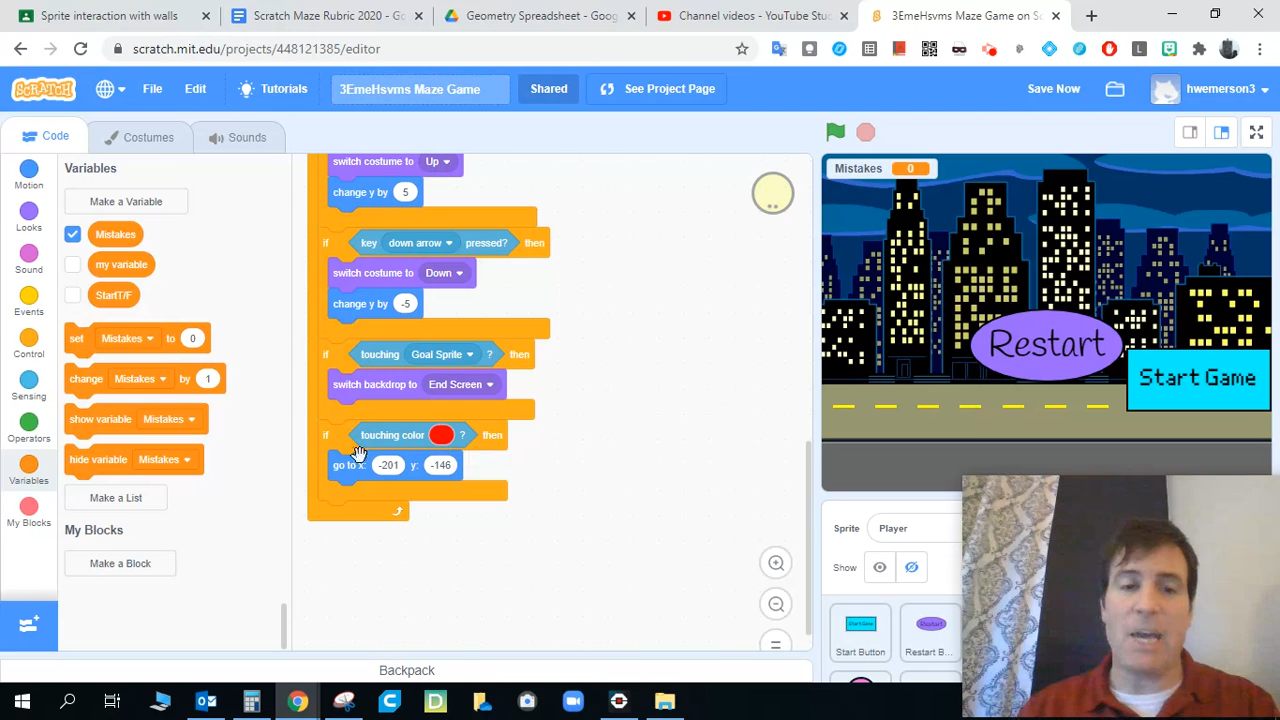 Sprite interaction with walls
Scratch Maze Rubric 2020 - Go
Geometry Spreadsheet - Goog
Channel videos - YouTube Stu
3EmeHsvms Maze Game on Sc
scratch.mit.edu/projects/448121385/editor
SCRATCH
File
Edit
Tutorials
3EmeHsvms Maze Game
Shared
See Project Page
Save Now
hwemerson3
Code
Costumes
Sounds
Motion
Looks
Sound
Events
Control
Sensing
Operators
Variables
My Blocks
Variables
Make a Variable
Mistakes
my variable
StartT/F
set Mistakes to 0
change Mistakes by 1
show variable Mistakes
hide variable Mistakes
Make a List
My Blocks
Make a Block
switch costume to Up
change y by 5
if key down arrow pressed? then
switch costume to Down
change y by -5
if touching Goal Sprite ? then
switch backdrop to End Screen
if touching color ? then
go to x: -201 y: -146
Backpack
Mistakes 0
Restart
Start Game
Sprite Player
Show
Start Game
Start Button
Restart
Restart B...